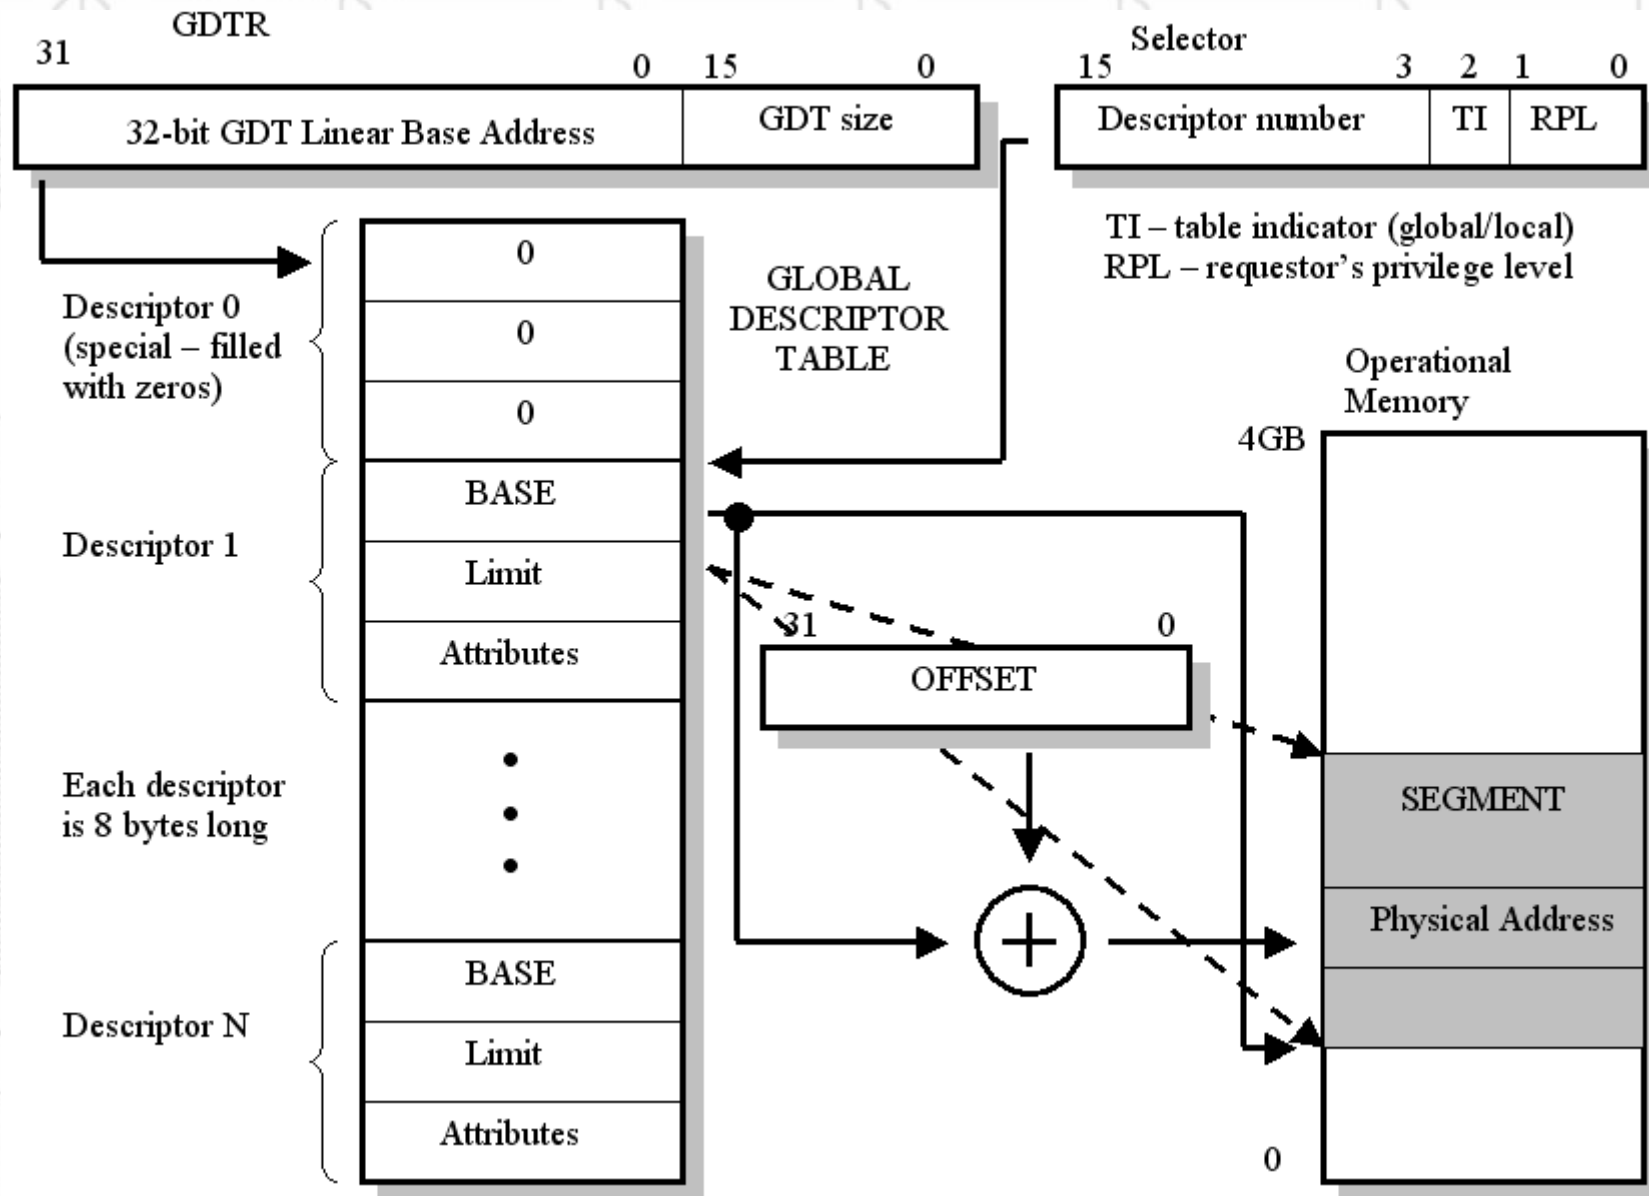 GDTR
Selector
31
0
15
0
15
3
2
1
0
32-bit GDT Linear Base Address
GDT size
Descriptor number
TI
RPL
TI – table indicator (global/local)
RPL – requestor's privilege level
0
0
0
Descriptor 0
(special – filled
with zeros)
GLOBAL
DESCRIPTOR
TABLE
Operational
Memory
4GB
BASE
Limit
Attributes
Descriptor 1
31
0
OFFSET
Each descriptor
is 8 bytes long
SEGMENT
Physical Address
BASE
Limit
Attributes
Descriptor N
0